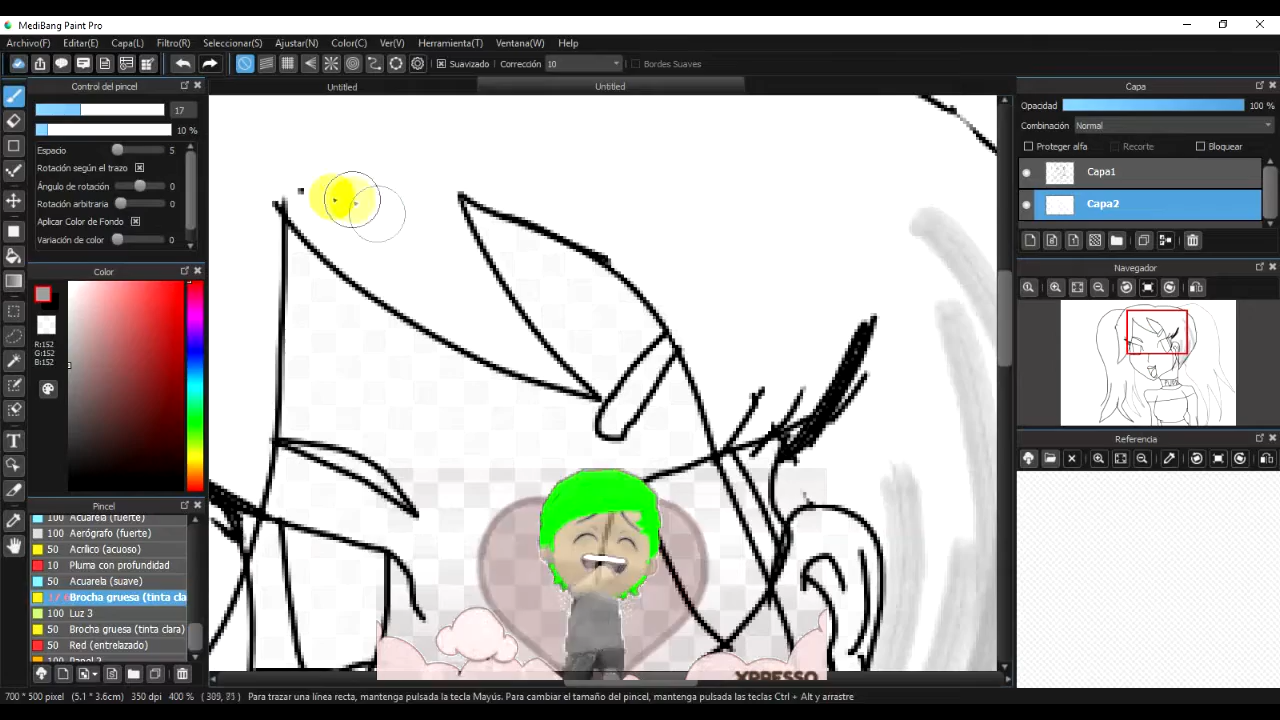 MediBang Paint Pro
Archivo(F) Editar(E) Capa(L) Filtro(R) Seleccionar(S) Ajustar(N) Color(C) Ver(V) Herramienta(T) Ventana(W) Help
Suavizado Corrección 10 Bordes Suaves
Control del pincel
Untitled Untitled
Capa
17
10 %
Opacidad 100 %
Combinación Normal
Proteger alfa Recorte Bloquear
Espacio 5
Rotación según el trazo
Ángulo de rotación 0
Rotación arbitraria 0
Aplicar Color de Fondo
Variación de color 0
Capa1
Capa2
Color
Navegador
R:152
G:152
B:152
Referencia
Pincel
100 Acuarela (fuerte)
100 Aerógrafo (fuerte)
50 Acrílico (acuoso)
10 Pluma con profundidad
50 Acuarela (suave)
Brocha gruesa (tinta cla
100 Luz 3
50 Brocha gruesa (tinta clara)
50 Red (entrelazado)
100 Papel 2
XPRESSO
700 * 500 pixel (5.1 * 3.6cm) 350 dpi 400 % Para trazar una línea recta, mantenga pulsada la tecla Mayús. Para cambiar el tamaño del pincel, mantenga pulsadas las teclas Ctrl + Alt y arrastre